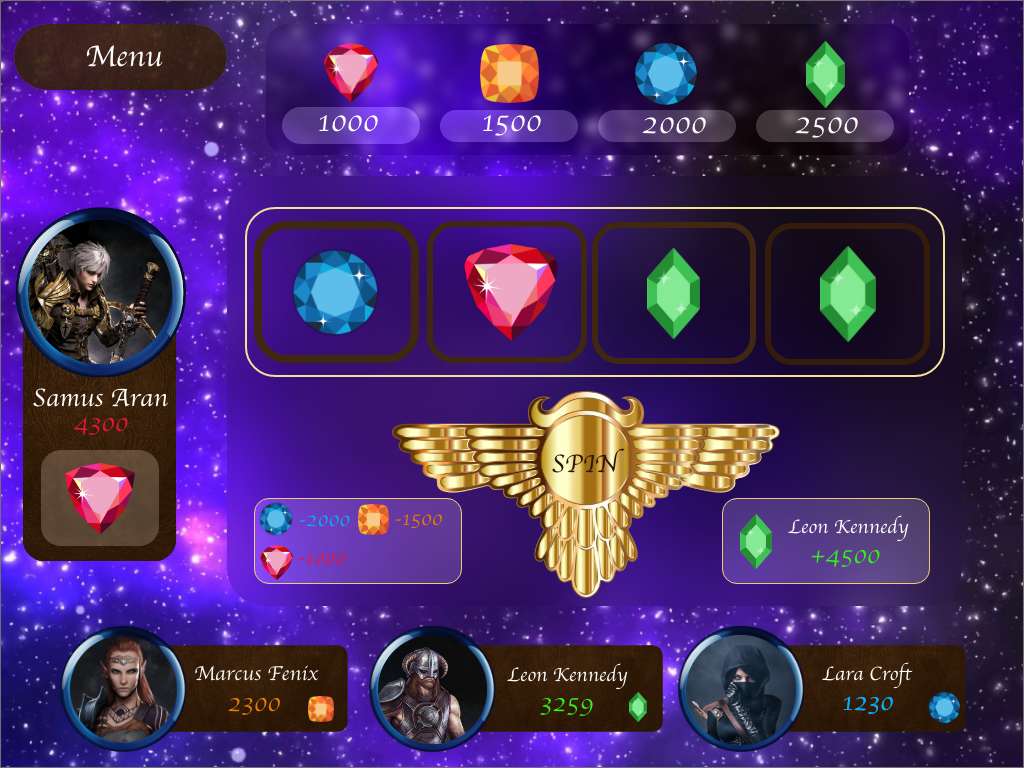 Menu
1000 1500 2000 2500
Samus Aran
4300
SPIN
-2000 -1500
-1000
Leon Kennedy
+4500
Marcus Fenix
2300
Leon Kennedy
3259
Lara Croft
1230